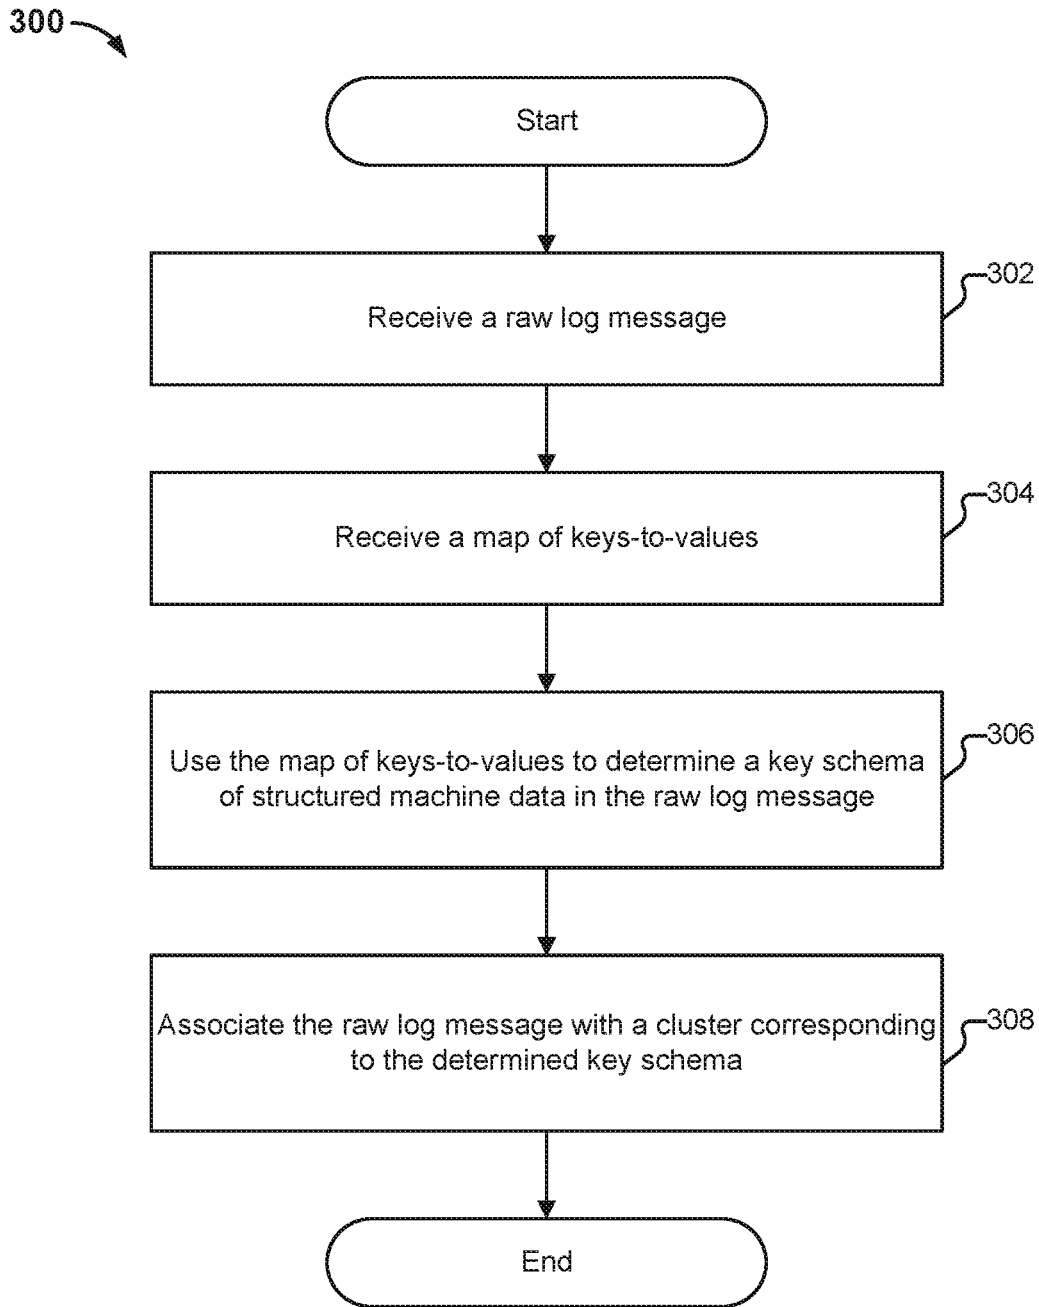 300
Start
Receive a raw log message
302
Receive a map of keys-to-values
304
Use the map of keys-to-values to determine a key schema
of structured machine data in the raw log message
306
Associate the raw log message with a cluster corresponding
to the determined key schema
308
End